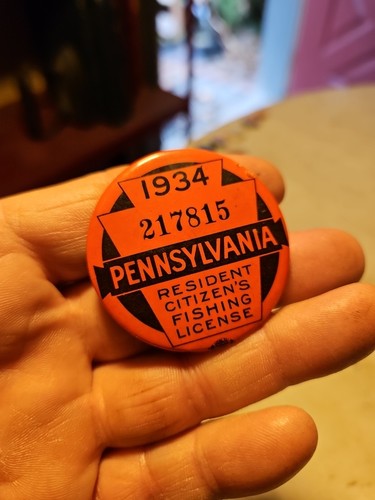 1934
217815
PENNSYLVANIA
RESIDENT
CITIZEN'S
FISHING
LICENSE